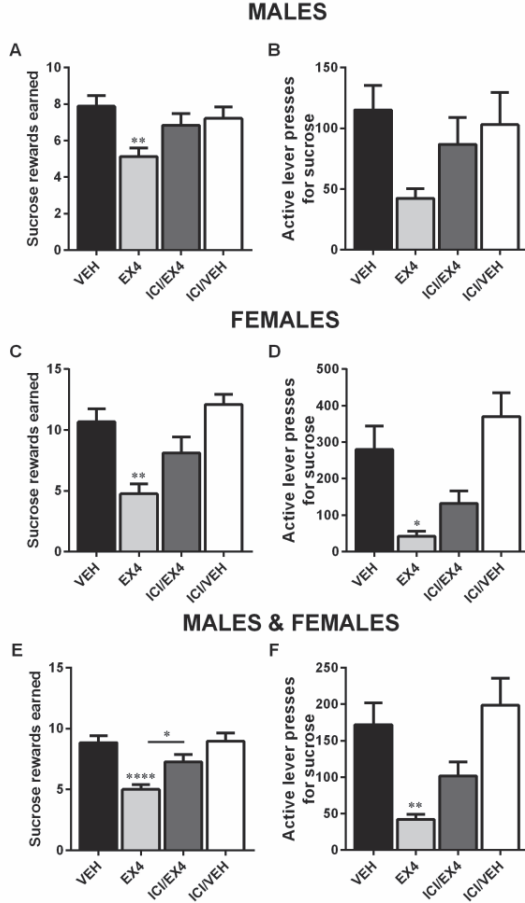 MALES
A
B
Sucrose rewards earned
10
8
6
4
2
0
**
VEH
EX4
ICI/EX4
ICI/VEH
Active lever presses
for sucrose
150
100
50
0
VEH
EX4
ICI/EX4
ICI/VEH
FEMALES
C
D
Sucrose rewards earned
15
10
5
0
**
VEH
EX4
ICI/EX4
ICI/VEH
Active lever presses
for sucrose
500
400
300
200
100
0
*
VEH
EX4
ICI/EX4
ICI/VEH
MALES & FEMALES
E
F
Sucrose rewards earned
15
10
5
0
****
*
VEH
EX4
ICI/EX4
ICI/VEH
Active lever presses
for sucrose
250
200
150
100
50
0
**
VEH
EX4
ICI/EX4
ICI/VEH